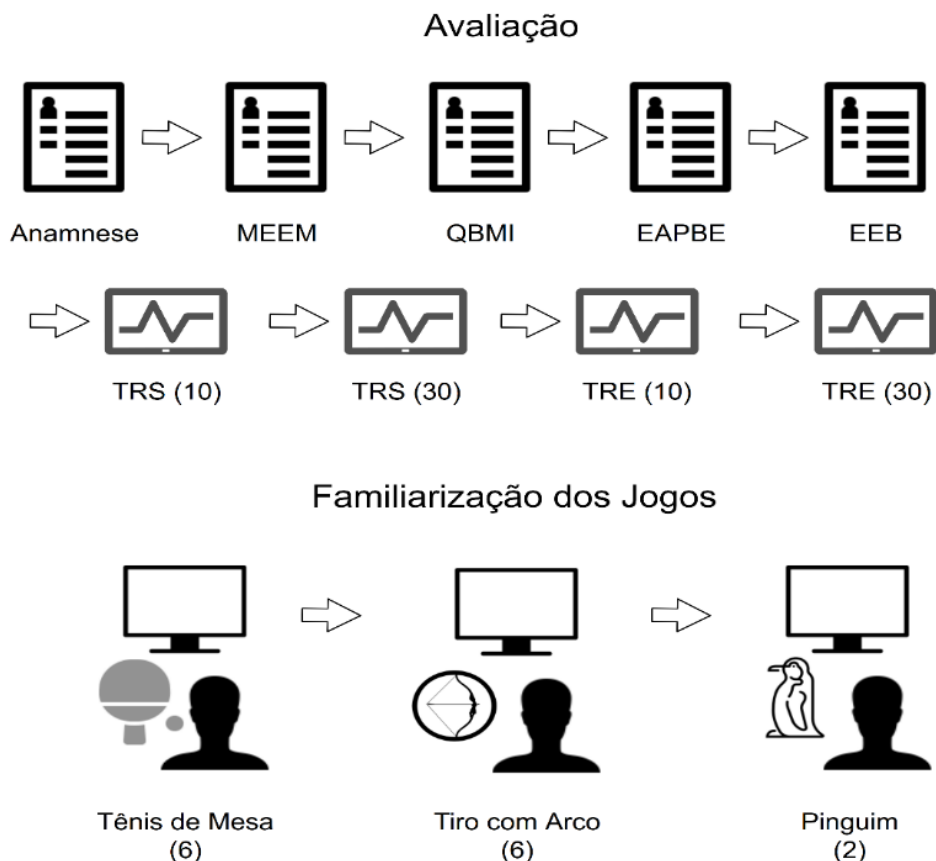 Avaliação
Anamnese MEEM QBMI EAPBE EEB
TRS (10) TRS (30) TRE (10) TRE (30)
Familiarização dos Jogos
Tênis de Mesa Tiro com Arco Pinguim
(6) (6) (2)